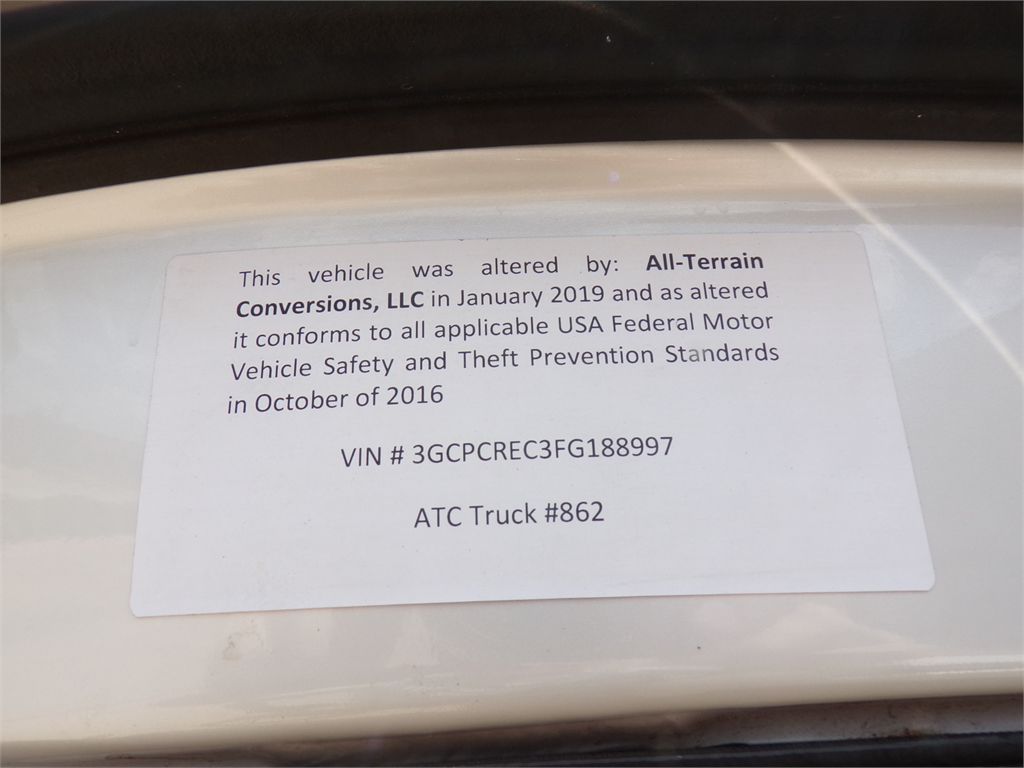 This vehicle was altered by: All-Terrain
Conversions, LLC in January 2019 and as altered
it conforms to all applicable USA Federal Motor
Vehicle Safety and Theft Prevention Standards
in October of 2016
VIN # 3GCPCREC3FG188997
ATC Truck #862